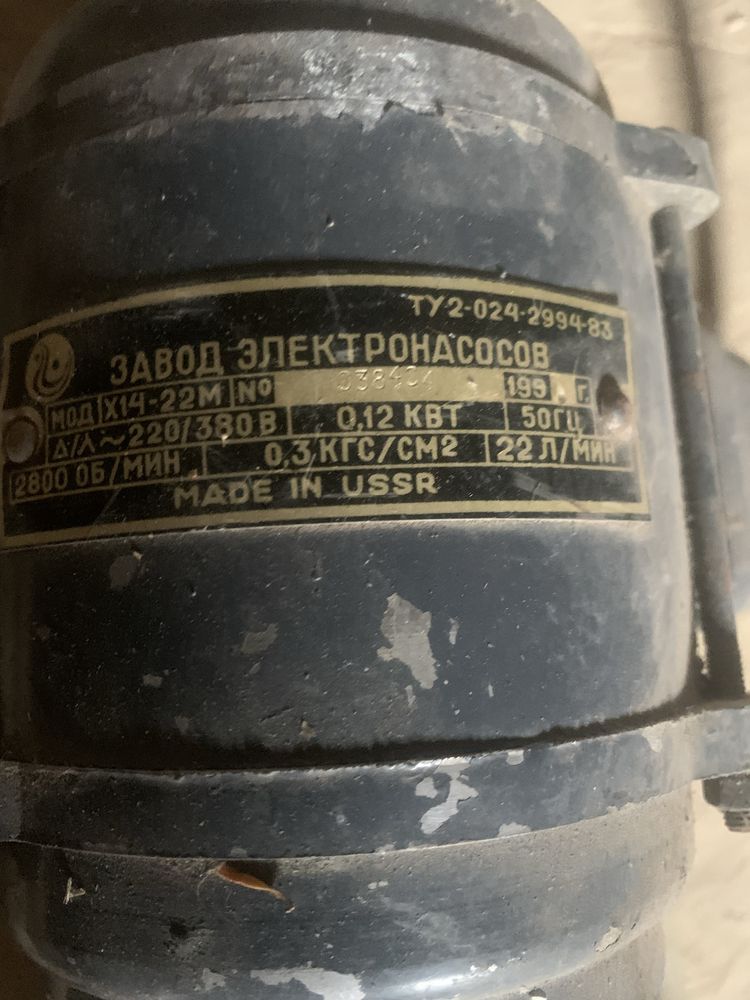 ТУ2-024-2994-83
ЗАВОД ЭЛЕКТРОНАСОСОВ
МОД Х14-22М № 199 г.
Δ/⅄ ~220/380 В 0,12 КВТ 50ГЦ
2800 ОБ/МИН 0,3 КГС/СМ2 22 Л/МИН
MADE IN USSR